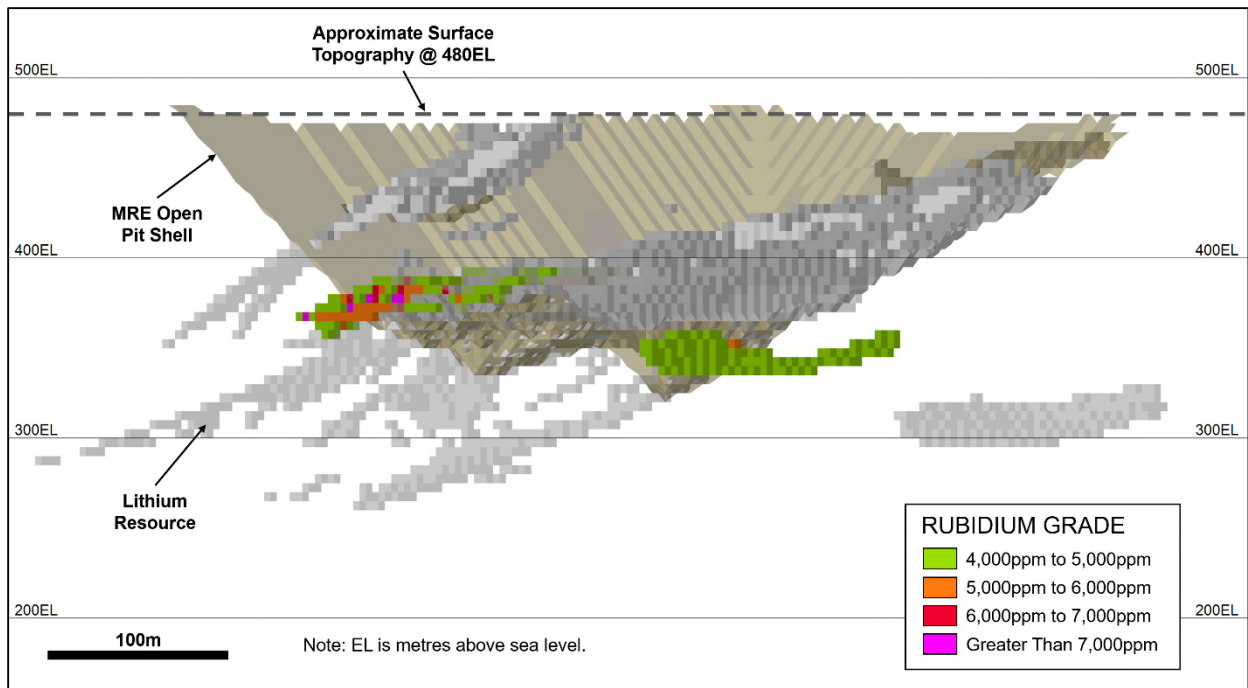 Approximate Surface
Topography @ 480EL
500EL
500EL
MRE Open
Pit Shell
400EL
400EL
300EL
300EL
Lithium
Resource
RUBIDIUM GRADE
4,000ppm to 5,000ppm
5,000ppm to 6,000ppm
6,000ppm to 7,000ppm
Greater Than 7,000ppm
200EL
200EL
100m
Note: EL is metres above sea level.